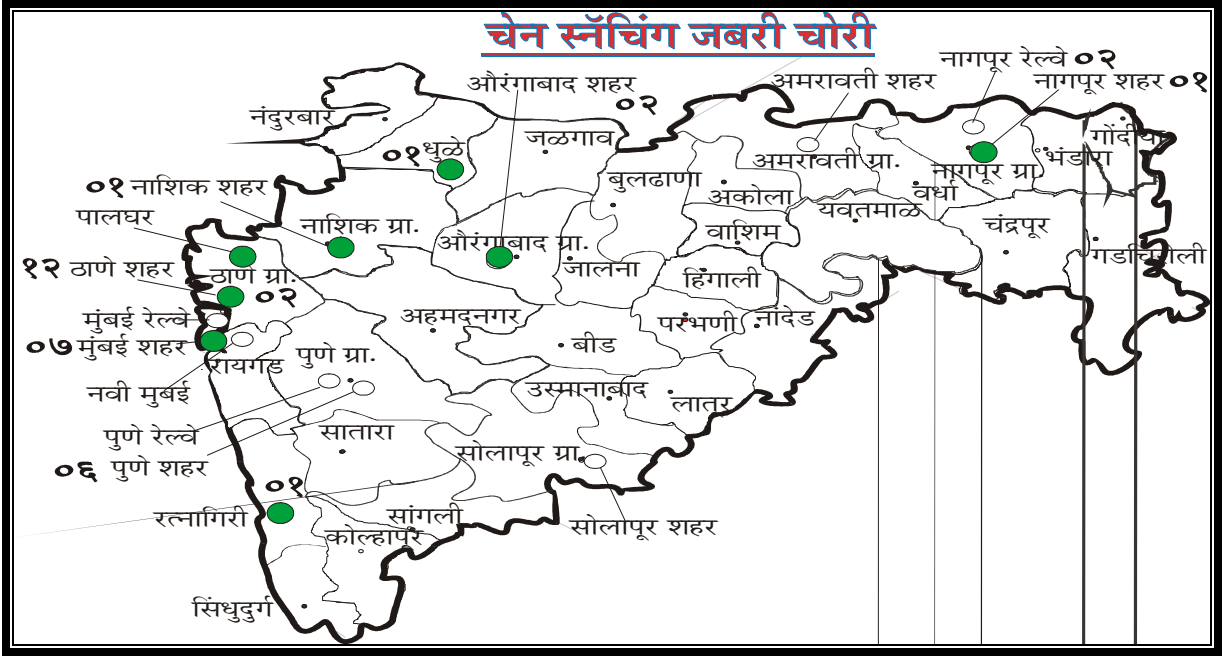 चेन स्नॅचिंग जबरी चोरी
नागपूर रेल्वे ०२
औरंगाबाद शहर
०२
अमरावती शहर
नागपूर शहर ०१
नंदुरबार
जळगाव
गोंदीया
०१ धुळे
अमरावती ग्रा.
भंडारा
नागपूर ग्रा.
०१ नाशिक शहर
बुलढाणा
अकोला
वर्धा
पालघर
नाशिक ग्रा.
वाशिम
यवतमाळ
चंद्रपूर
औरंगाबाद ग्रा.
जालना
गडचिरोली
१२ ठाणे शहर
ठाणे ग्रा.
०२
हिंगाली
मुंबई रेल्वे
अहमदनगर
परभणी
नांदेड
०७ मुंबई शहर
रायगड
पुणे ग्रा.
बीड
नवी मुबई
उस्मानाबाद
लातर
पुणे रेल्वे
सातारा
०६ पुणे शहर
सोलापूर ग्रा.
०१
रत्नागिरी
सांगली
कोल्हापूर
सोलापूर शहर
सिंधुदुर्ग